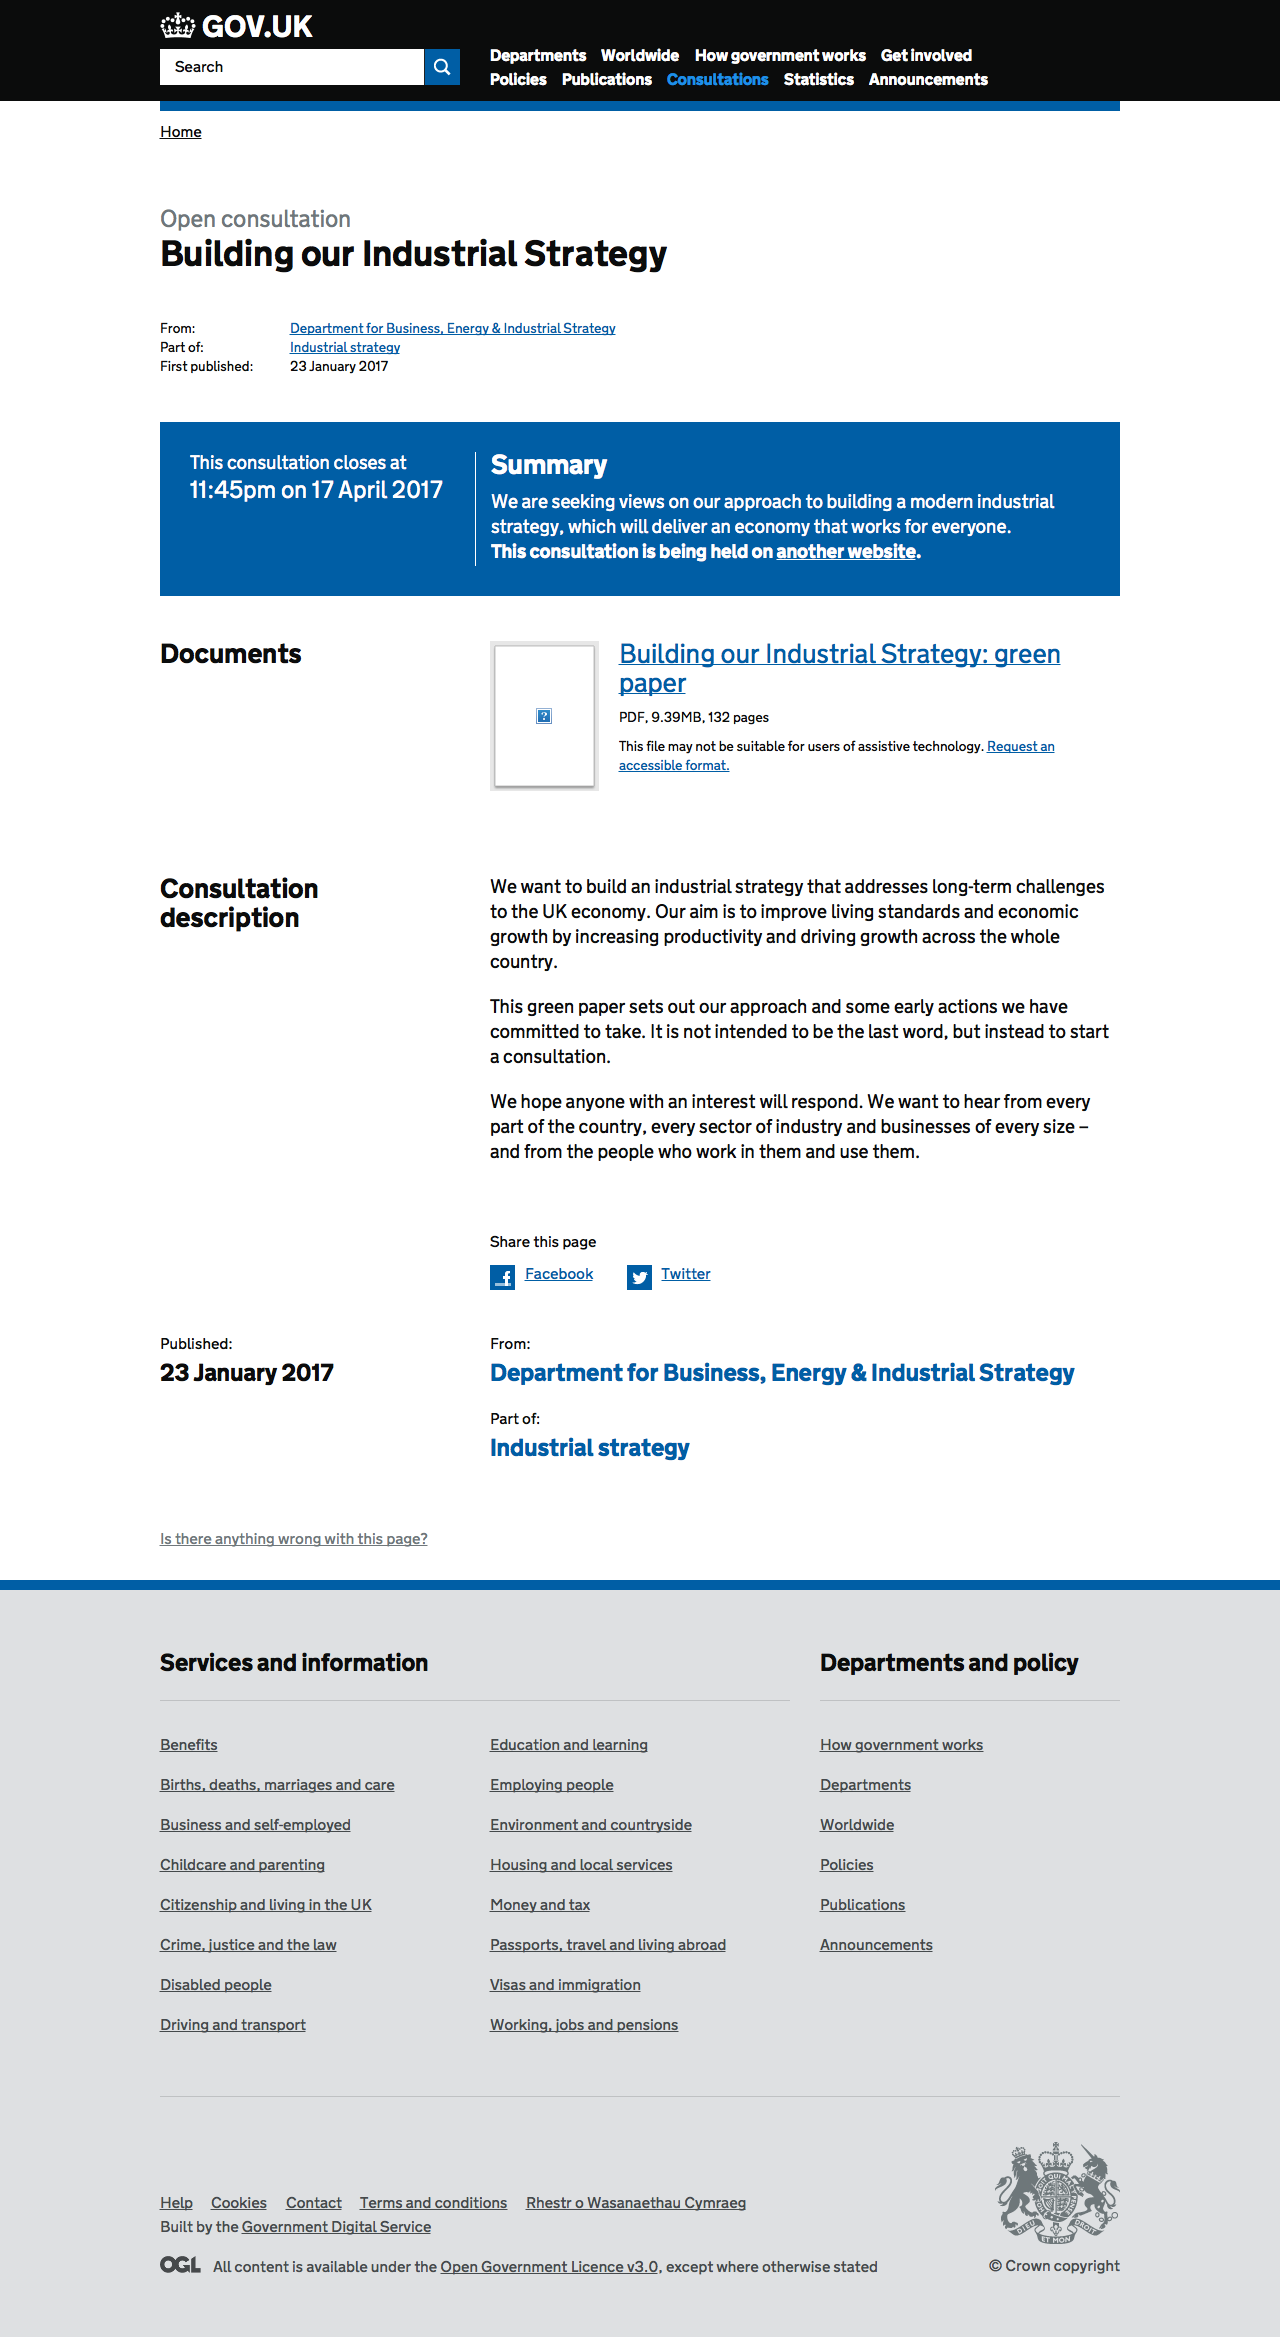 GOV.UK
Search
Departments Worldwide How government works Get involved
Policies Publications Consultations Statistics Announcements
Home
Open consultation
Building our Industrial Strategy
From: Department for Business, Energy & Industrial Strategy
Part of: Industrial strategy
First published: 23 January 2017
This consultation closes at
11:45pm on 17 April 2017
Summary
We are seeking views on our approach to building a modern industrial
strategy, which will deliver an economy that works for everyone.
This consultation is being held on another website.
Documents
Building our Industrial Strategy: green
paper
PDF, 9.39MB, 132 pages
This file may not be suitable for users of assistive technology. Request an
accessible format.
Consultation
description
We want to build an industrial strategy that addresses long-term challenges
to the UK economy. Our aim is to improve living standards and economic
growth by increasing productivity and driving growth across the whole
country.
This green paper sets out our approach and some early actions we have
committed to take. It is not intended to be the last word, but instead to start
a consultation.
We hope anyone with an interest will respond. We want to hear from every
part of the country, every sector of industry and businesses of every size –
and from the people who work in them and use them.
Share this page
Facebook Twitter
Published:
23 January 2017
From:
Department for Business, Energy & Industrial Strategy
Part of:
Industrial strategy
Is there anything wrong with this page?
Services and information
Benefits
Births, deaths, marriages and care
Business and self-employed
Childcare and parenting
Citizenship and living in the UK
Crime, justice and the law
Disabled people
Driving and transport
Education and learning
Employing people
Environment and countryside
Housing and local services
Money and tax
Passports, travel and living abroad
Visas and immigration
Working, jobs and pensions
Departments and policy
How government works
Departments
Worldwide
Policies
Publications
Announcements
Help Cookies Contact Terms and conditions Rhestr o Wasanaethau Cymraeg
Built by the Government Digital Service
OGL All content is available under the Open Government Licence v3.0, except where otherwise stated
DIEU ET MON DROIT
© Crown copyright